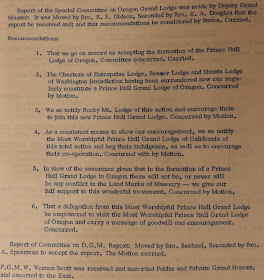 Report of the Special Committee on Oregon Grand Lodge was made by Deputy Grand
Master: It was Moved by Bro. E. S. Oldson, Seconded by Bro. E. A. Douglas that the
report be received and; and that recommendations be considered by Items. Carried.
Recommendations:
1. That we go on record as accepting the formation of the Prince Hall
Lodge of Oregon. Committee concurred. Carried.
2. The Charters of Enterprise Lodge, Pioneer Lodge and Shasta Lodge
of Washington Jurisdiction having been surrendered now can regu-
larly constitute a Prince Hall Grand Lodge of Oregon. Concurred
by Motion.
3. We so notify Rocky Mt. Lodge of this action and encourage them
to join this new Prince Hall Grand Lodge. Concurred by Motion.
4. As a consistent means to show our encouragement, we so notify
the Most Worshipful Prince Hall Grand Lodge of California of
this total action and beg their indulgence, as well as to encourage
their co-operation. Concurred with by Motion.
5. In view of the assurance given that in the formation of a Prince
Hall Grand Lodge in Oregon there will not be, or never will
be any conflict in the Land Marks of Masonry — we give our
full support to this wonderful movement. Concurred by Motion.
6. That a delegation from this Most Worshipful Prince Hall Grand Lodge
be empowered to visit the Most Worshipful Prince Hall Grand Lodge
of Oregon and carry a message of goodwill and encouragement.
Concurred.
Report of Committee on D.G.M. Report: Moved by Bro. Bechnel, Seconded by Bro.
A. Spearman to accept the report. The Motion carried.
P.G.M.W. Vernon Scott was received and accorded Public and Private Grand Honors,
and escorted to the East.